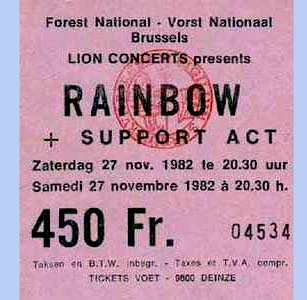 Forest National - Vorst Nationaal
Brussels
LION CONCERTS presents
RAINBOW
+ SUPPORT ACT
Zaterdag 27 nov. 1982 te 20.30 uur
Samedi 27 novembre 1982 à 20.30 h.
450 Fr. 04534
Taksen en B.T.W. inbegr. - Taxes et T.V.A. compr.
TICKETS VOET - 9800 DEINZE